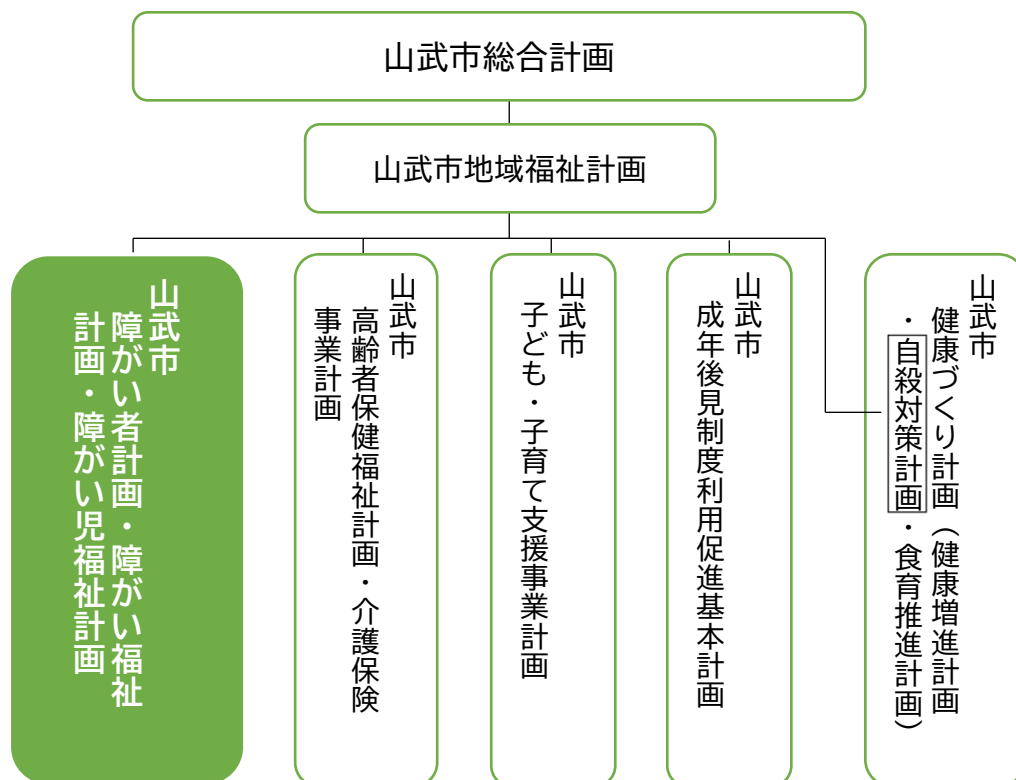 山武市総合計画
山武市地域福祉計画
山武市
障がい者計画・障がい福祉
計画・障がい児福祉計画
山武市
高齢者保健福祉計画・介護保険
事業計画
山武市
子ども・子育て支援事業計画
山武市
成年後見制度利用促進基本計画
山武市
健康づくり計画（健康増進計画
・自殺対策計画・食育推進計画）